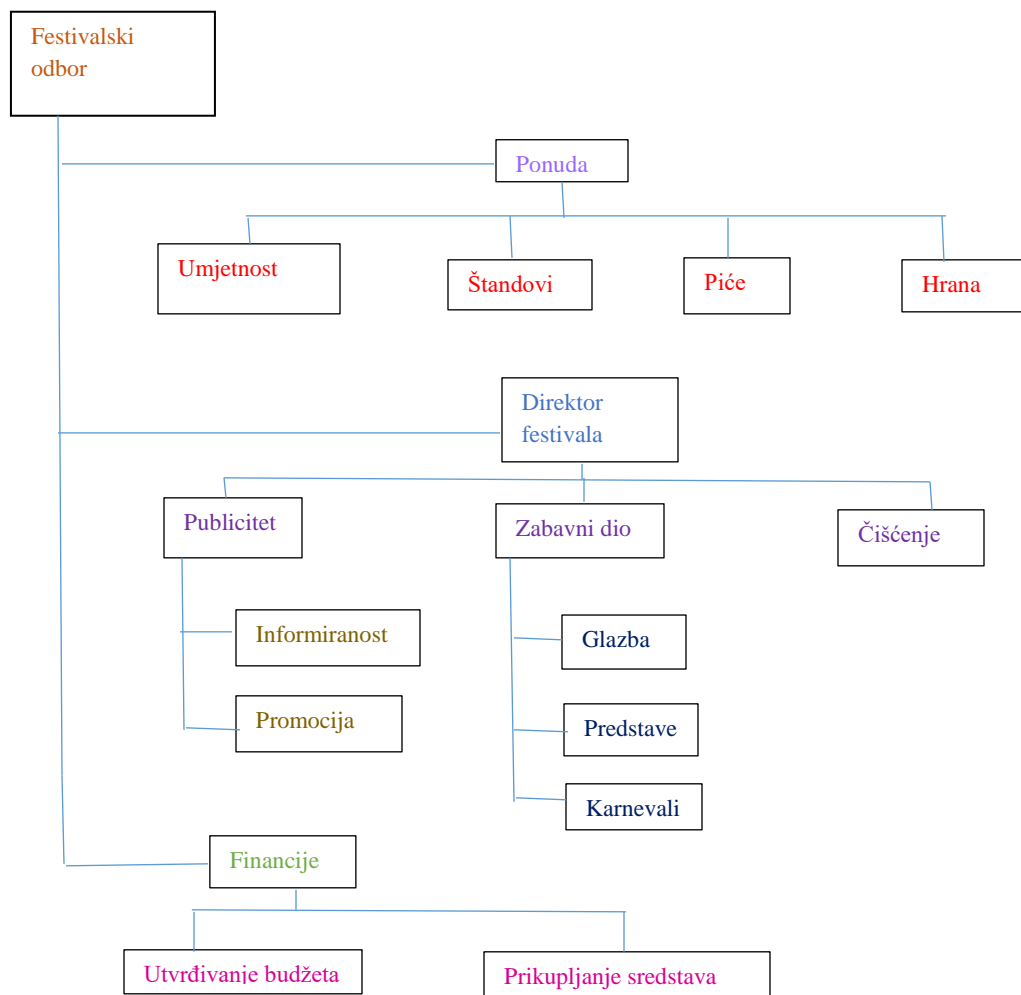 Festivalski
odbor
Ponuda
Umjetnost
Štandovi
Piće
Hrana
Direktor
festivala
Publicitet
Zabavni dio
Čišćenje
Informiranost
Glazba
Promocija
Predstave
Karnevali
Financije
Utvrđivanje budžeta
Prikupljanje sredstava